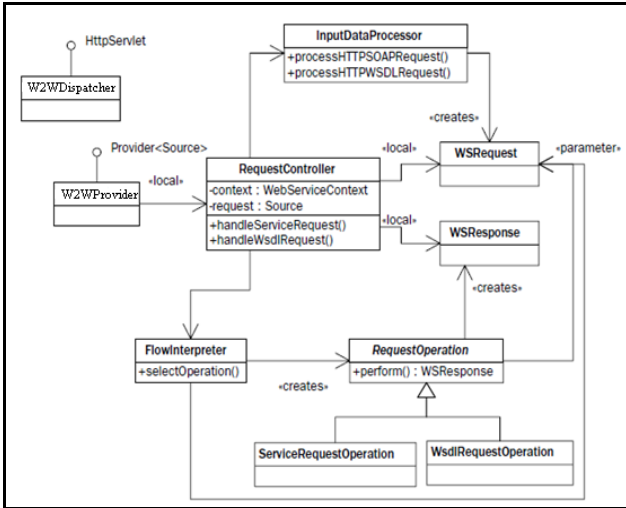 HttpServlet
W2WDispatcher
InputDataProcessor
+processHTTPSOAPRequest()
+processHTTPWSDLRequest()
«creates»
Provider<Source>
W2WProvider
«local»
RequestController
-context : WebServiceContext
-request : Source
+handleServiceRequest()
+handleWsdlRequest()
«local»
WSRequest
«parameter»
«local»
WSResponse
«creates»
FlowInterpreter
+selectOperation()
«creates»
RequestOperation
+perform() : WSResponse
ServiceRequestOperation
WsdlRequestOperation